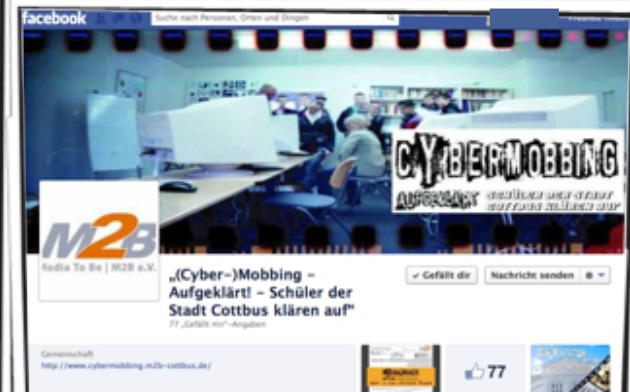 facebook
Suche nach Personen, Orten und Dingen
CYBERMOBBING
AUFGEKLÄRT SCHÜLER DER STADT
COTTBUS KLÄREN AUF
M2B
Media To Be | M2B e.V.
„(Cyber-)Mobbing –
Aufgeklärt! – Schüler der
Stadt Cottbus klären auf"
77 „Gefällt mir"-Angaben
✓ Gefällt dir
Nachricht senden
Gemeinschaft
http://www.cybermobbing.m2b-cottbus.de/
77